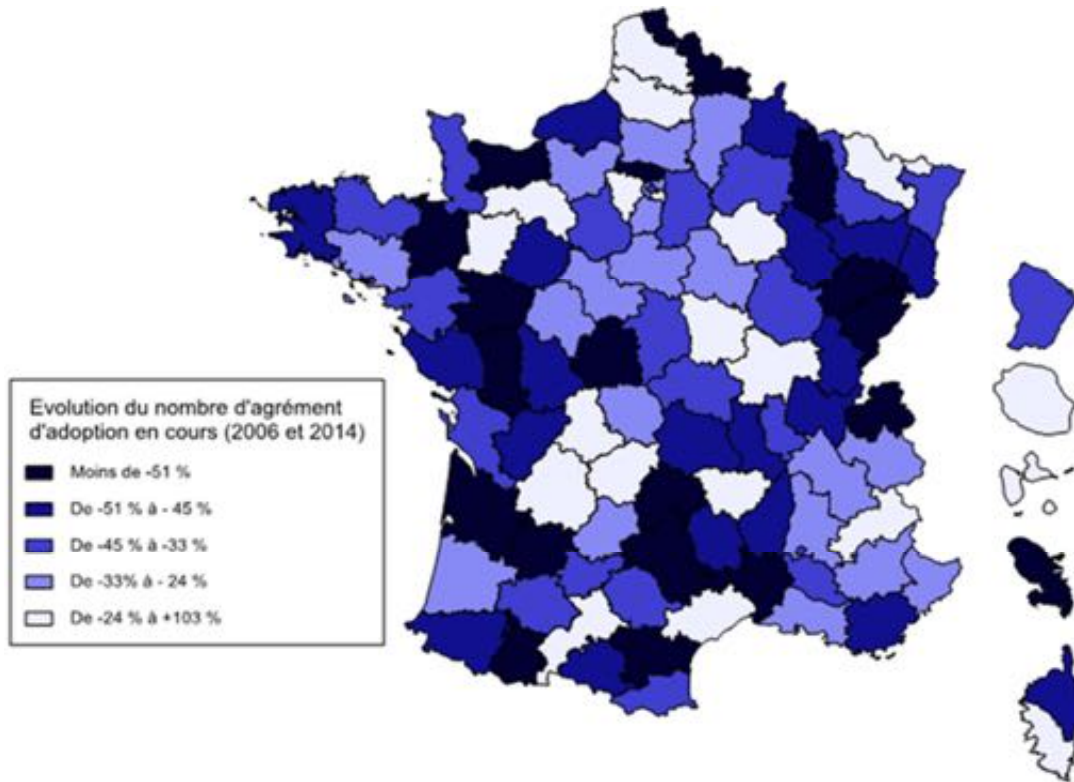 Evolution du nombre d'agrément
d'adoption en cours (2006 et 2014)
Moins de -51 %
De -51 % à - 45 %
De -45 % à -33 %
De -33% à - 24 %
De -24 % à +103 %